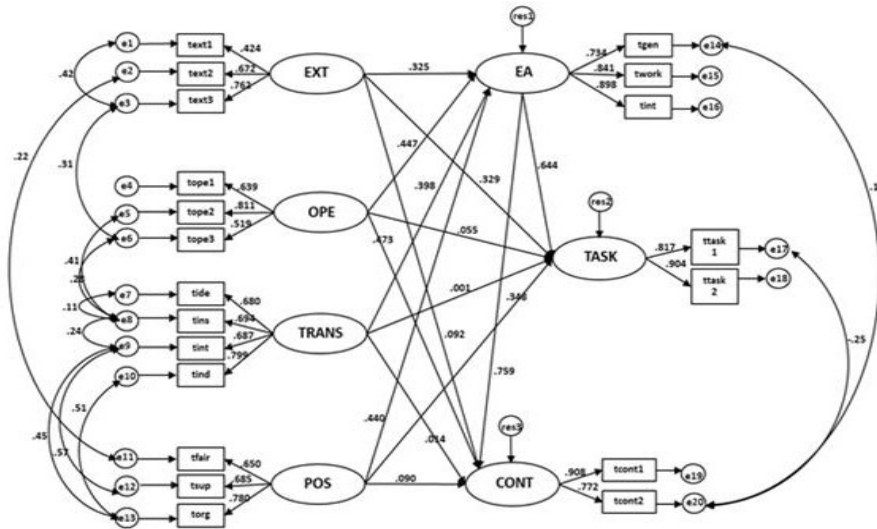 res1
e1 text1 .424 .734 tgen e14
e2 text2 .672 EXT .325 EA .841 twork e15
.42 e3 text3 .762 .898 tint e16
.22 .447 .644
.31 .398 .329
e4 tope1 .639 res2
e5 tope2 .811 OPE .055 .817 ttask 1 e17
e6 tope3 .519 .473 TASK .904 ttask 2 e18
.41
.11 e7 tide .680 .001
e8 tins .694 TRANS .092 .25
.24 e9 tint .687
e10 tind .799 .759
.51 .440 res3
.45 .57 .014
e11 tfair .650 .908 tcont1 e19
e12 tsup .685 POS .090 CONT .772 tcont2 e20
e13 torg .780